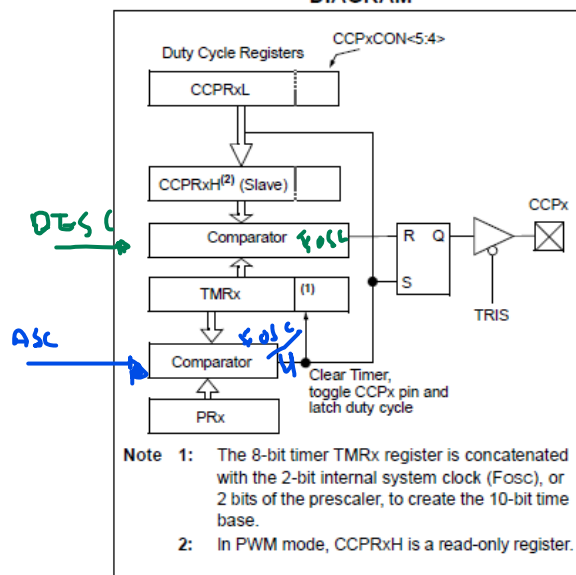 DIAGRAM
CCPxCON<5:4>
Duty Cycle Registers
CCPRxL
CCPRxH(2) (Slave)
CCPx
Comparator
FOSC
R Q
TMRx
(1)
S
TRIS
ASC
FOSC/4
Comparator
Clear Timer,
toggle CCPx pin and
latch duty cycle
PRx
Note 1: The 8-bit timer TMRx register is concatenated
with the 2-bit internal system clock (FOSC), or
2 bits of the prescaler, to create the 10-bit time
base.
2: In PWM mode, CCPRxH is a read-only register.